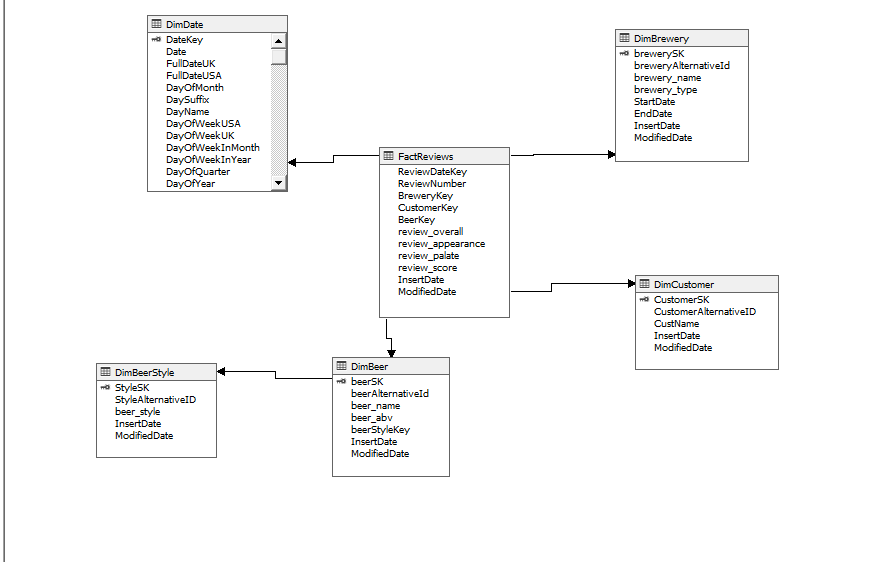 DimDate
DateKey
Date
FullDateUK
FullDateUSA
DayOfMonth
DaySuffix
DayName
DayOfWeekUSA
DayOfWeekUK
DayOfWeekInMonth
DayOfWeekInYear
DayOfQuarter
DayOfYear
DimBrewery
brewerySK
breweryAlternativeId
brewery_name
brewery_type
StartDate
EndDate
InsertDate
ModifiedDate
FactReviews
ReviewDateKey
ReviewNumber
BreweryKey
CustomerKey
BeerKey
review_overall
review_appearance
review_palate
review_score
InsertDate
ModifiedDate
DimCustomer
CustomerSK
CustomerAlternativeID
CustName
InsertDate
ModifiedDate
DimBeerStyle
StyleSK
StyleAlternativeID
beer_style
InsertDate
ModifiedDate
DimBeer
beerSK
beerAlternativeId
beer_name
beer_abv
beerStyleKey
InsertDate
ModifiedDate